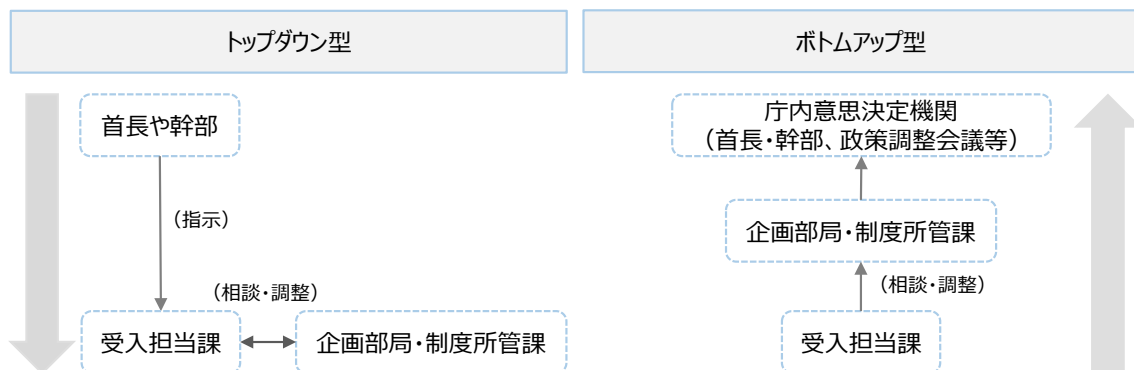 トップダウン型
首長や幹部
（指示）
（相談・調整）
受入担当課
企画部局・制度所管課
ボトムアップ型
庁内意思決定機関
（首長・幹部、政策調整会議等）
企画部局・制度所管課
（相談・調整）
受入担当課